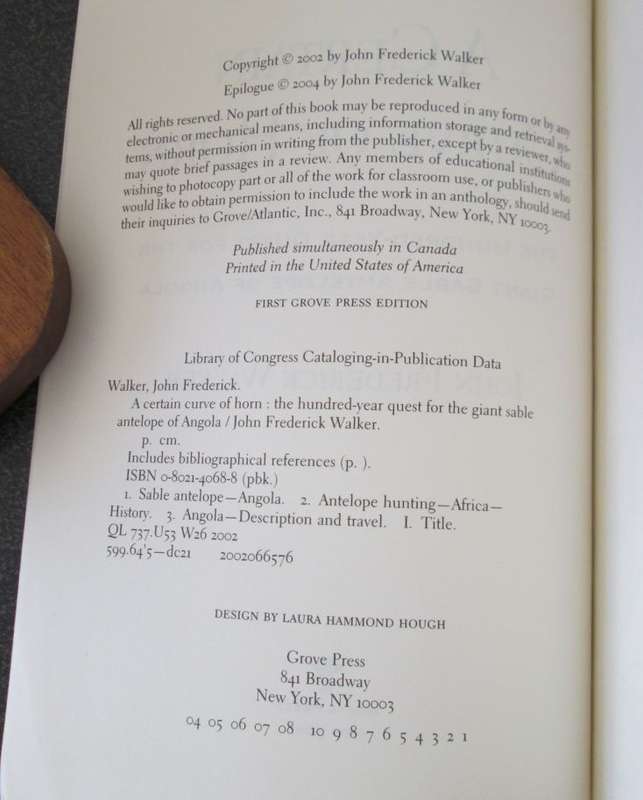 Copyright © 2002 by John Frederick Walker
Epilogue © 2004 by John Frederick Walker
All rights reserved. No part of this book may be reproduced in any form or by any
electronic or mechanical means, including information storage and retrieval sys-
tems, without permission in writing from the publisher, except by a reviewer, who
may quote brief passages in a review. Any members of educational institutions
wishing to photocopy part or all of the work for classroom use, or publishers who
would like to obtain permission to include the work in an anthology, should send
their inquiries to Grove/Atlantic, Inc., 841 Broadway, New York, NY 10003.
Published simultaneously in Canada
Printed in the United States of America
FIRST GROVE PRESS EDITION
Library of Congress Cataloging-in-Publication Data
Walker, John Frederick.
A certain curve of horn : the hundred-year quest for the giant sable
antelope of Angola / John Frederick Walker.
p. cm.
Includes bibliographical references (p. ).
ISBN 0-8021-4068-8 (pbk.)
1. Sable antelope—Angola. 2. Antelope hunting—Africa—
History. 3. Angola—Description and travel. I. Title.
QL 737.U53 W26 2002
599.64'5—dc21 2002066576
DESIGN BY LAURA HAMMOND HOUGH
Grove Press
841 Broadway
New York, NY 10003
04 05 06 07 08 10 9 8 7 6 5 4 3 2 1